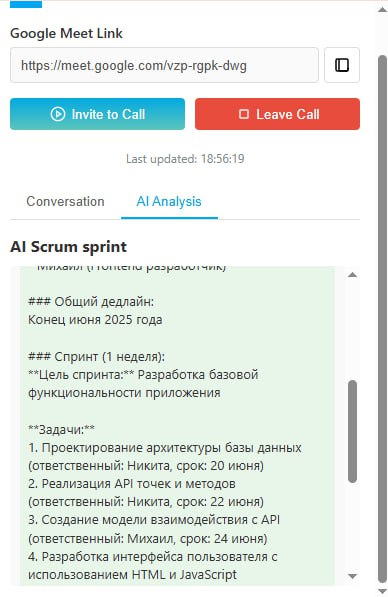 Google Meet Link
https://meet.google.com/vzp-rgpk-dwg
Invite to Call
Leave Call
Last updated: 18:56:19
Conversation
AI Analysis
AI Scrum sprint
Михаил (Frontend разработчик)
### Общий дедлайн:
Конец июня 2025 года
### Спринт (1 неделя):
**Цель спринта:** Разработка базовой
функциональности приложения
**Задачи:**
1. Проектирование архитектуры базы данных
(ответственный: Никита, срок: 20 июня)
2. Реализация API точек и методов
(ответственный: Никита, срок: 22 июня)
3. Создание модели взаимодействия с API
(ответственный: Михаил, срок: 24 июня)
4. Разработка интерфейса пользователя с
использованием HTML и JavaScript